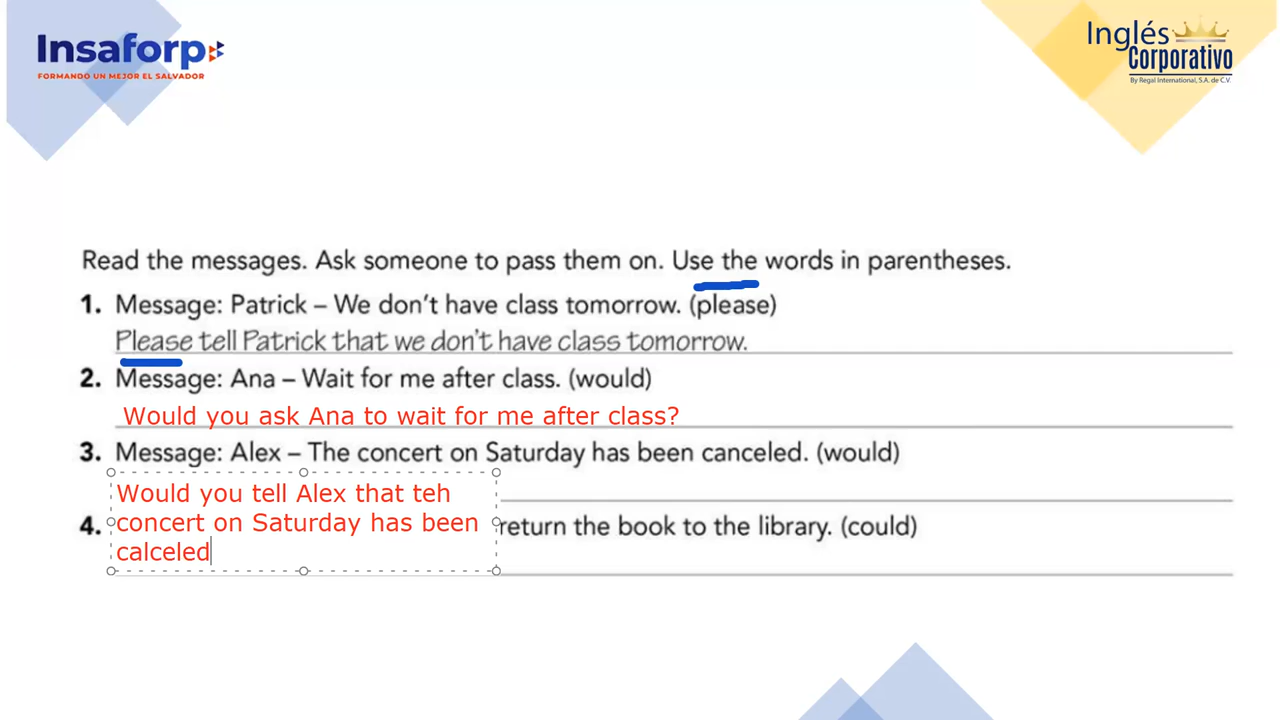 Insaforp
FORMANDO UN MEJOR EL SALVADOR
Inglés
Corporativo
By Regal International, S.A. de C.V.
Read the messages. Ask someone to pass them on. Use the words in parentheses.
1. Message: Patrick – We don't have class tomorrow. (please)
Please tell Patrick that we don't have class tomorrow.
2. Message: Ana – Wait for me after class. (would)
Would you ask Ana to wait for me after class?
3. Message: Alex – The concert on Saturday has been canceled. (would)
Would you tell Alex that teh
concert on Saturday has been
calceled
4. return the book to the library. (could)